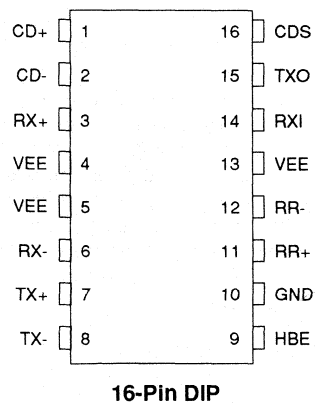 CD+ 1 16 CDS
CD- 2 15 TXO
RX+ 3 14 RXI
VEE 4 13 VEE
VEE 5 12 RR-
RX- 6 11 RR+
TX+ 7 10 GND
TX- 8 9 HBE
16-Pin DIP